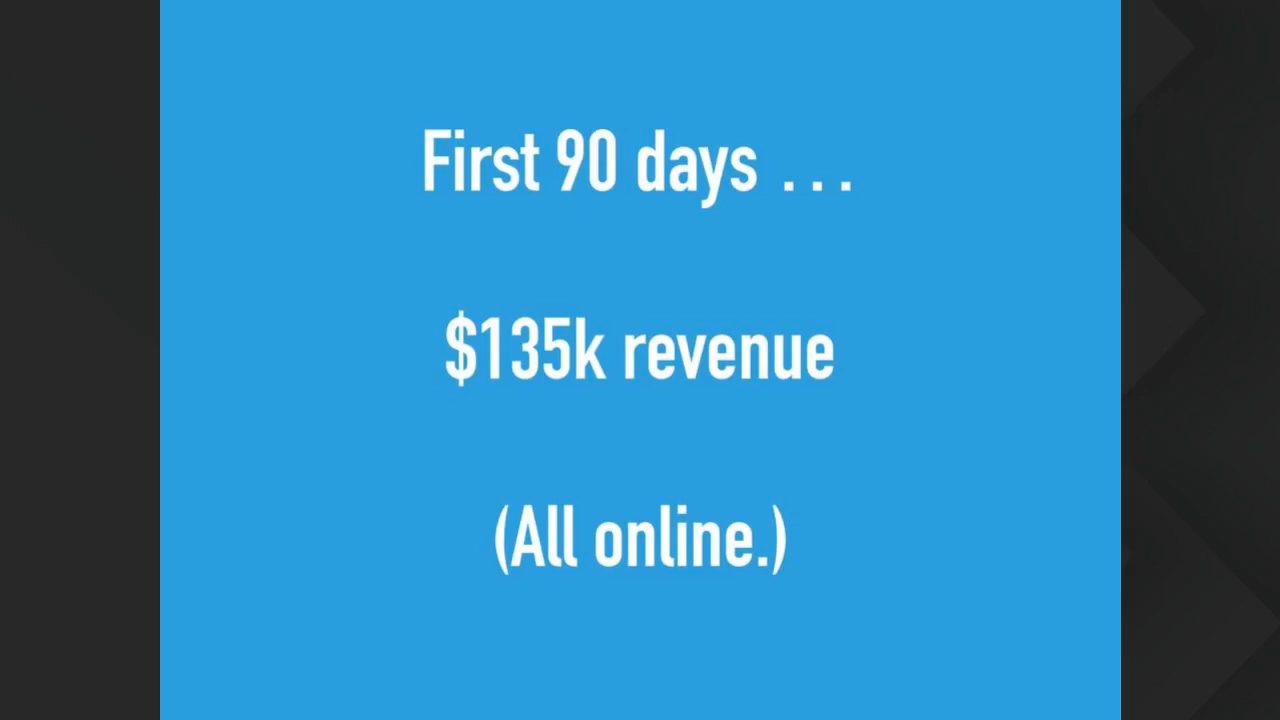 First 90 days ...
$135k revenue
(All online.)